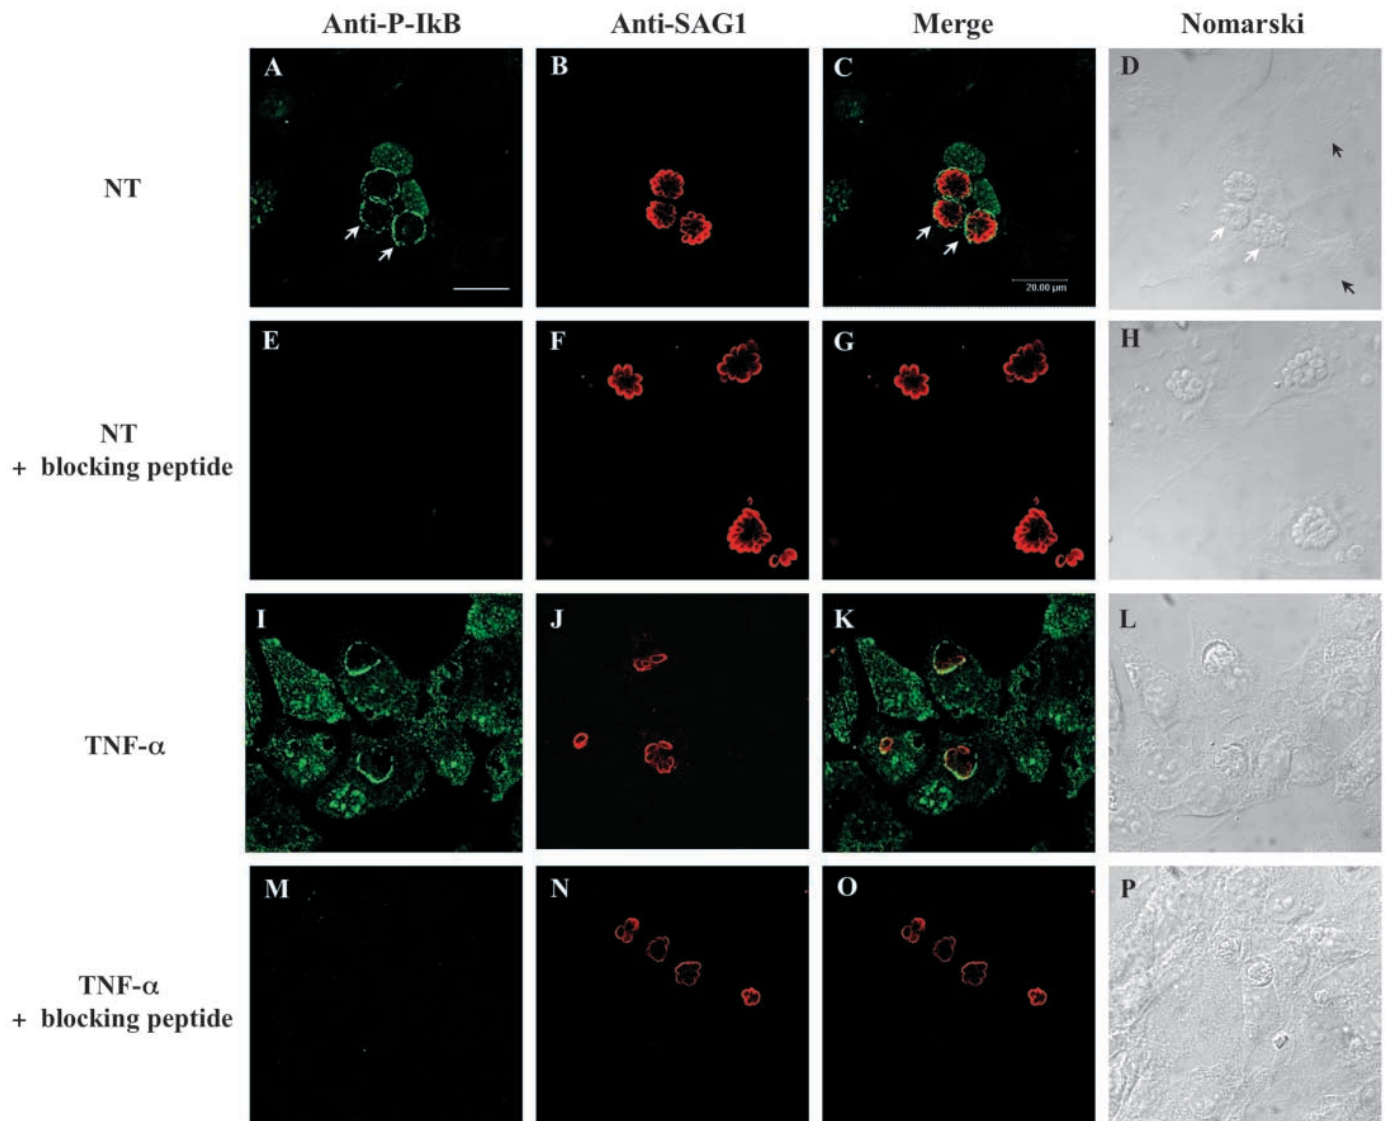 Anti-P-IkB Anti-SAG1 Merge Nomarski
NT
A B C D
20.00 µm
NT
+ blocking peptide
E F G H
TNF-α
I J K L
TNF-α
+ blocking peptide
M N O P